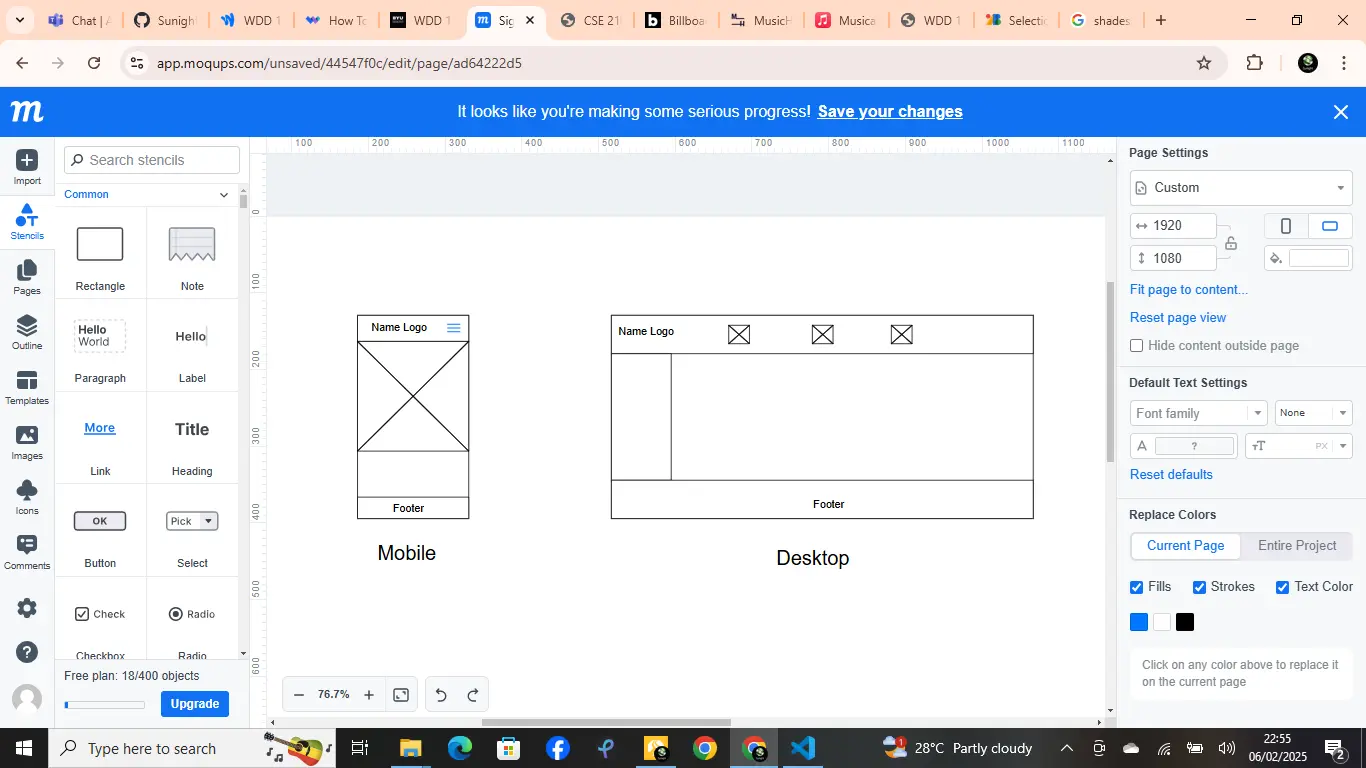 Chat | A
Sunigh
WDD 1
How To
BYU
WDD 1
m
Sig
CSE 21
b
Billboa
MusicH
Musica
WDD 1
Selectio
shades
app.moqups.com/unsaved/44547f0c/edit/page/ad64222d5
m
It looks like you're making some serious progress! Save your changes
Import
Stencils
Pages
Outline
Templates
Images
Icons
Comments
Search stencils
Common
Rectangle
Note
Hello
World
Hello
Paragraph
Label
More
Title
Link
Heading
OK
Pick
Button
Select
Check
Radio
Checkbox
Radio
Free plan: 18/400 objects
Upgrade
100 200 300 400 500 600 700 800 900 1000 1100
0
100
200
300
400
500
600
Name Logo
Footer
Mobile
Name Logo
Footer
Desktop
76.7%
Page Settings
Custom
1920
1080
Fit page to content...
Reset page view
Hide content outside page
Default Text Settings
Font family
None
A
?
TT
PX
Reset defaults
Replace Colors
Current Page
Entire Project
Fills
Strokes
Text Color
Click on any color above to replace it
on the current page
Type here to search
1
28°C Partly cloudy
22:55
06/02/2025
2